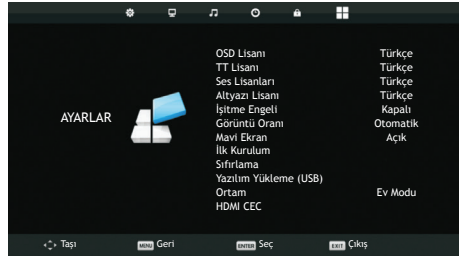 AYARLAR
OSD Lisanı Türkçe
TT Lisanı Türkçe
Ses Lisanları Türkçe
Altyazı Lisanı Türkçe
İşitme Engeli Kapalı
Görüntü Oranı Otomatik
Mavi Ekran Açık
İlk Kurulum
Sıfırlama
Yazılım Yükleme (USB)
Ortam Ev Modu
HDMI CEC
Taşı MENU Geri ENTER Seç EXIT Çıkış